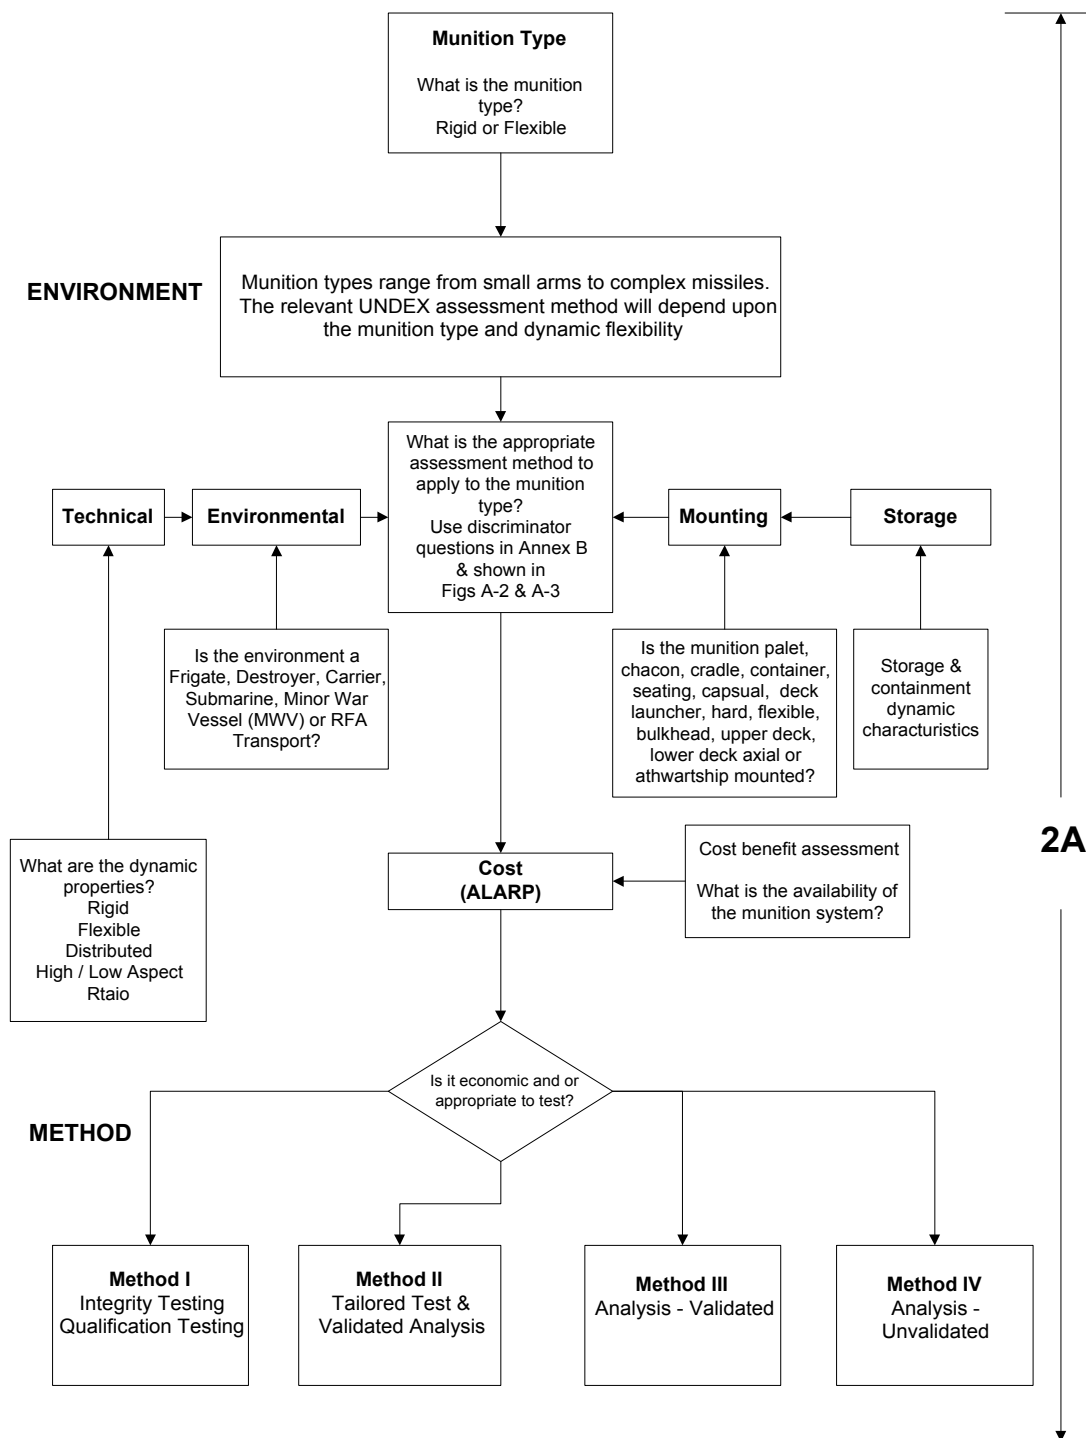 Munition Type
What is the munition
type?
Rigid or Flexible
ENVIRONMENT
Munition types range from small arms to complex missiles.
The relevant UNDEX assessment method will depend upon
the munition type and dynamic flexibility
What is the appropriate
assessment method to
apply to the munition
type?
Use discriminator
questions in Annex B
& shown in
Figs A-2 & A-3
Technical
Environmental
Mounting
Storage
Is the environment a
Frigate, Destroyer, Carrier,
Submarine, Minor War
Vessel (MWV) or RFA
Transport?
Is the munition palet,
chacon, cradle, container,
seating, capsual, deck
launcher, hard, flexible,
bulkhead, upper deck,
lower deck axial or
athwartship mounted?
Storage &
containment
dynamic
characteristics
2A
What are the dynamic
properties?
Rigid
Flexible
Distributed
High / Low Aspect
Rtaio
Cost
(ALARP)
Cost benefit assessment
What is the availability of
the munition system?
Is it economic and or
appropriate to test?
METHOD
Method I
Integrity Testing
Qualification Testing
Method II
Tailored Test &
Validated Analysis
Method III
Analysis - Validated
Method IV
Analysis -
Unvalidated